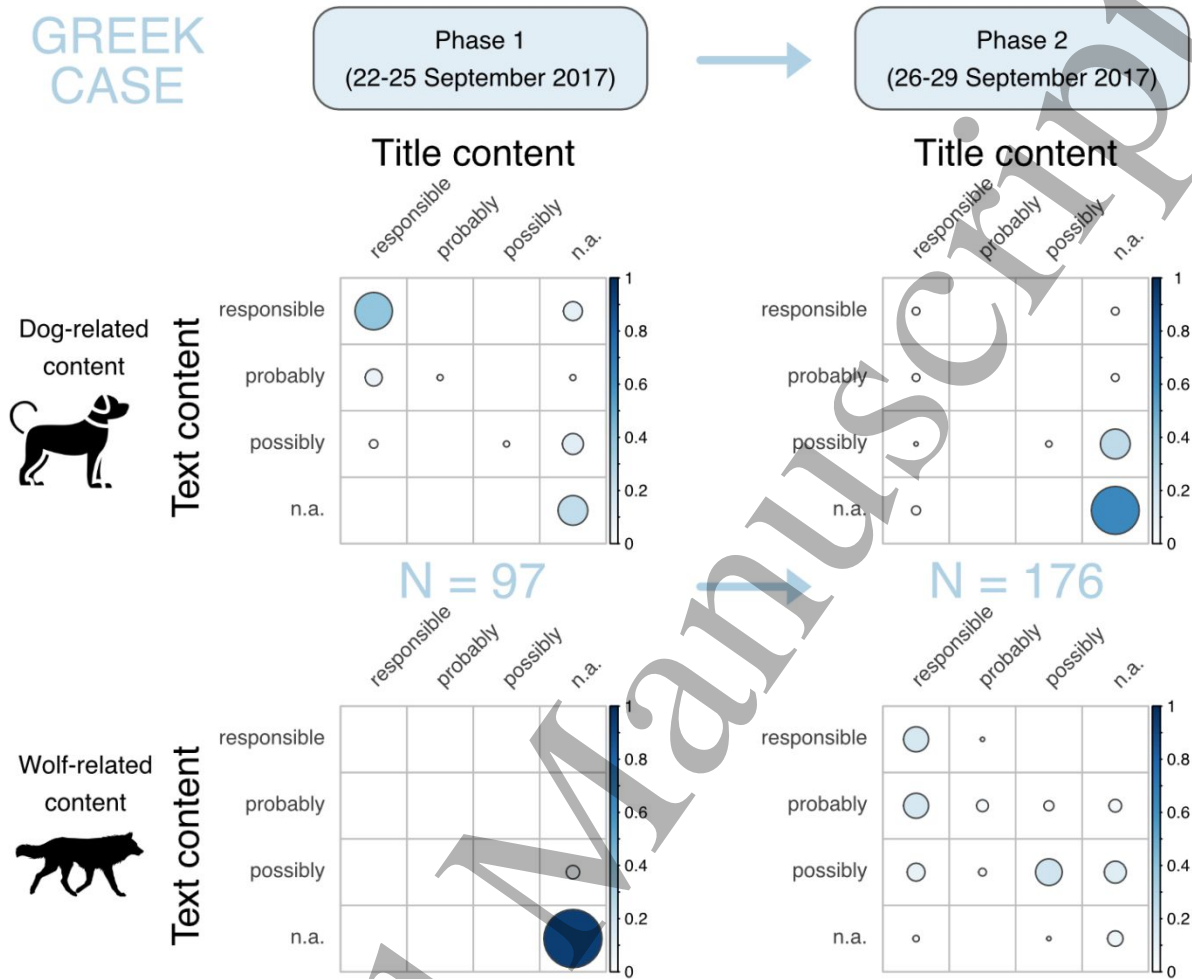 GREEK
CASE
Phase 1
(22-25 September 2017)
Phase 2
(26-29 September 2017)
Title content
Title content
responsible
probably
possibly
n.a.
responsible
probably
possibly
n.a.
Dog-related
content
Text content
responsible
probably
possibly
n.a.
1
0.8
0.6
0.4
0.2
0
responsible
probably
possibly
n.a.
1
0.8
0.6
0.4
0.2
0
N = 97
N = 176
responsible
probably
possibly
n.a.
responsible
probably
possibly
n.a.
Wolf-related
content
Text content
responsible
probably
possibly
n.a.
1
0.8
0.6
0.4
0.2
0
responsible
probably
possibly
n.a.
1
0.8
0.6
0.4
0.2
0
Manuscrip